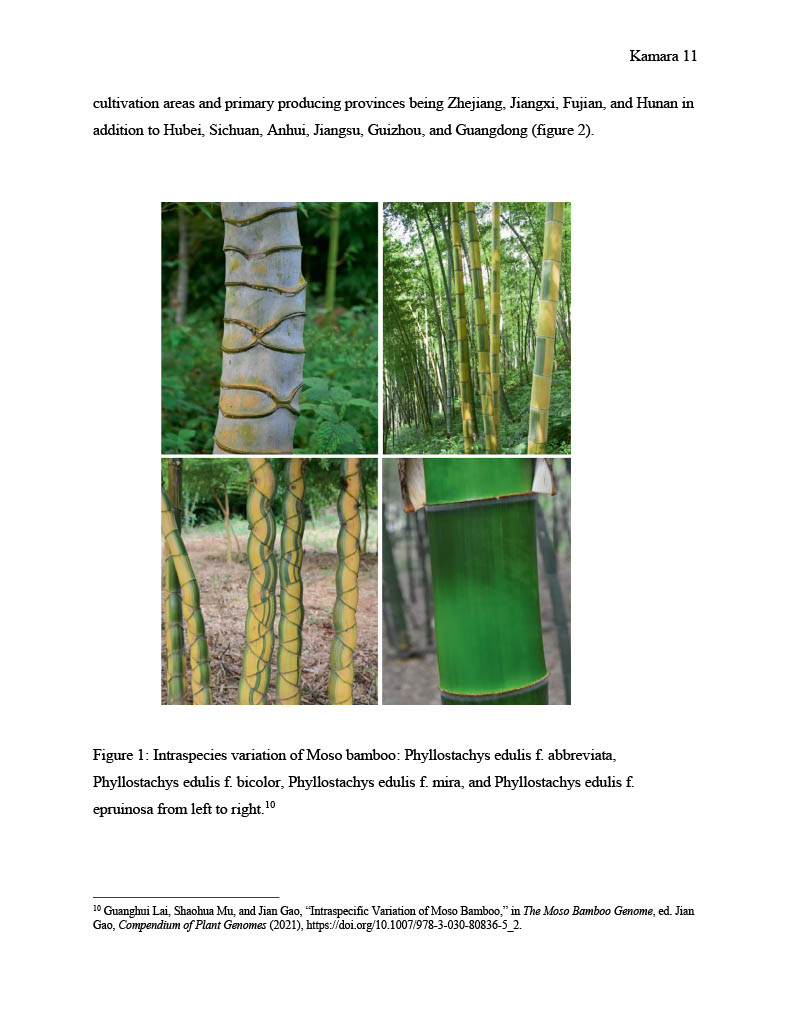 Kamara 11
cultivation areas and primary producing provinces being Zhejiang, Jiangxi, Fujian, and Hunan in
addition to Hubei, Sichuan, Anhui, Jiangsu, Guizhou, and Guangdong (figure 2).
Figure 1: Intraspecies variation of Moso bamboo: Phyllostachys edulis f. abbreviata,
Phyllostachys edulis f. bicolor, Phyllostachys edulis f. mira, and Phyllostachys edulis f.
epruinosa from left to right.10
10 Guanghui Lai, Shaohua Mu, and Jian Gao, “Intraspecific Variation of Moso Bamboo,” in The Moso Bamboo Genome, ed. Jian
Gao, Compendium of Plant Genomes (2021), https://doi.org/10.1007/978-3-030-80836-5_2.